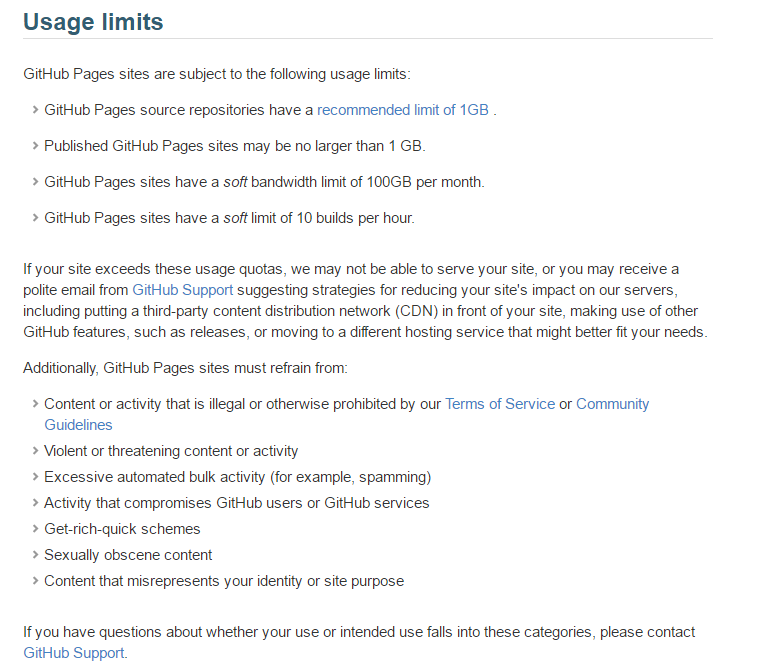 Usage limits
GitHub Pages sites are subject to the following usage limits:
GitHub Pages source repositories have a recommended limit of 1GB .
Published GitHub Pages sites may be no larger than 1 GB.
GitHub Pages sites have a soft bandwidth limit of 100GB per month.
GitHub Pages sites have a soft limit of 10 builds per hour.
If your site exceeds these usage quotas, we may not be able to serve your site, or you may receive a
polite email from GitHub Support suggesting strategies for reducing your site's impact on our servers,
including putting a third-party content distribution network (CDN) in front of your site, making use of other
GitHub features, such as releases, or moving to a different hosting service that might better fit your needs.
Additionally, GitHub Pages sites must refrain from:
Content or activity that is illegal or otherwise prohibited by our Terms of Service or Community
Guidelines
Violent or threatening content or activity
Excessive automated bulk activity (for example, spamming)
Activity that compromises GitHub users or GitHub services
Get-rich-quick schemes
Sexually obscene content
Content that misrepresents your identity or site purpose
If you have questions about whether your use or intended use falls into these categories, please contact
GitHub Support.